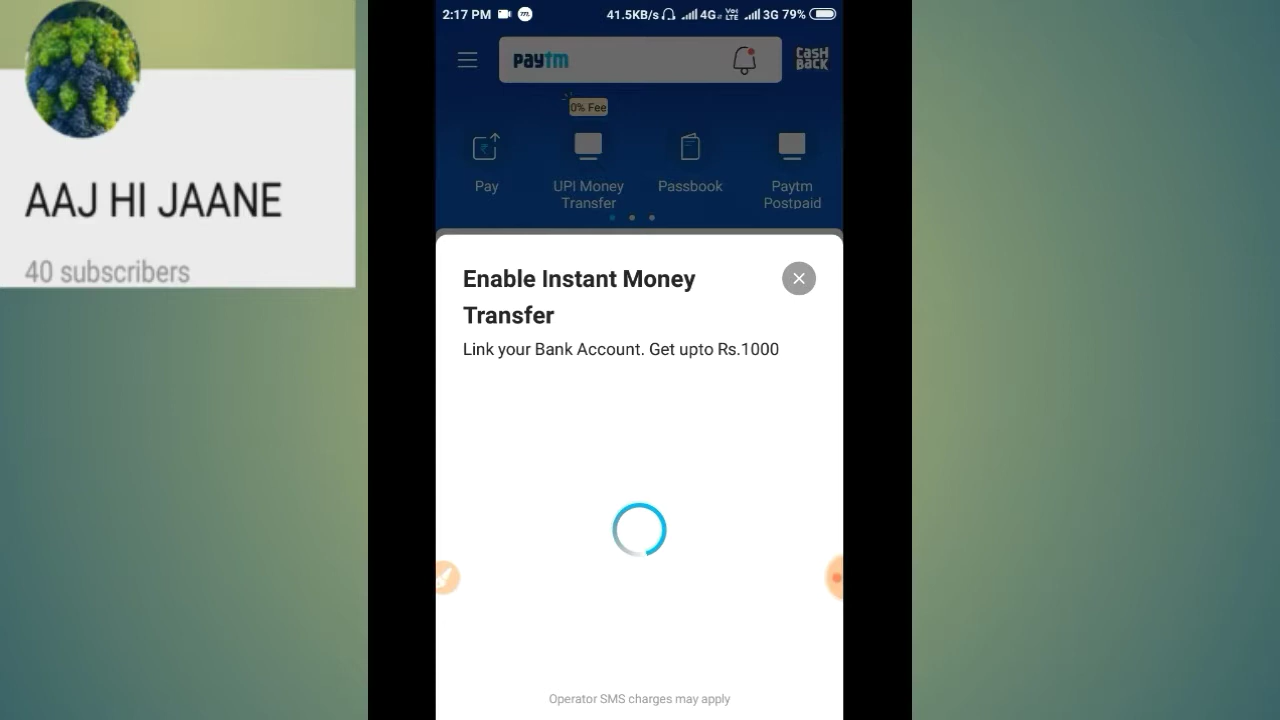 AAJ HI JAANE
40 subscribers
2:17 PM
41.5KB/s 4G Vo) LTE 3G 79%
paytm
CASH BACK
0% Fee
Pay
UPI Money Transfer
Passbook
Paytm Postpaid
Enable Instant Money
Transfer
Link your Bank Account. Get upto Rs.1000
Operator SMS charges may apply